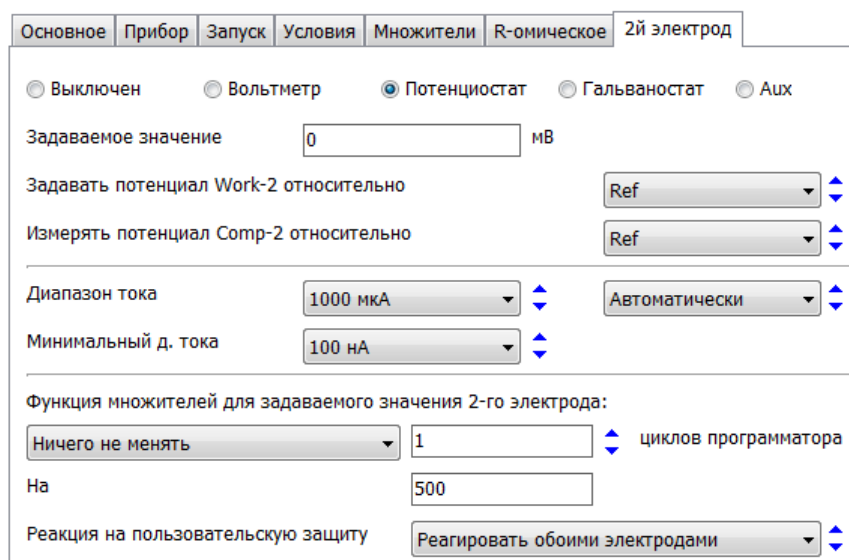 Основное Прибор Запуск Условия Множители R-омическое 2й электрод
Выключен Вольтметр Потенциостат Гальваностат Aux
Задаваемое значение 0 мВ
Задавать потенциал Work-2 относительно Ref
Измерять потенциал Comp-2 относительно Ref
Диапазон тока 1000 мкА Автоматически
Минимальный д. тока 100 нА
Функция множителей для задаваемого значения 2-го электрода:
Ничего не менять 1 циклов программатора
На 500
Реакция на пользовательскую защиту Реагировать обоими электродами